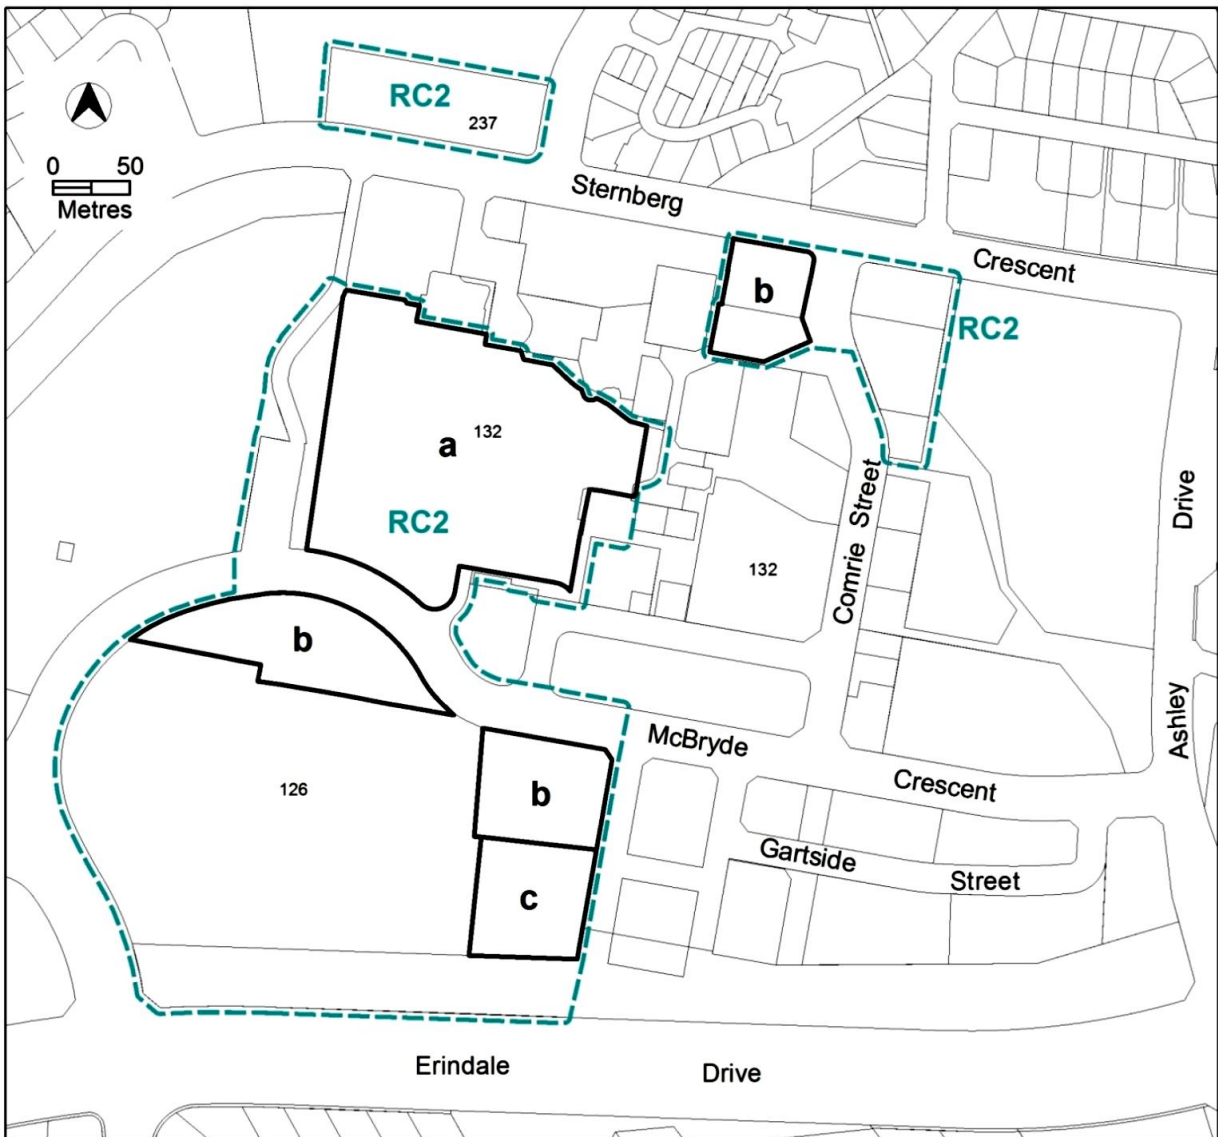 RC2
237
0 50
Metres
Sternberg
Crescent
b
RC2
a 132
RC2
Comrie Street
132
Drive
b
Ashley
McBryde
Crescent
126
b
Gartside
Street
c
Erindale
Drive